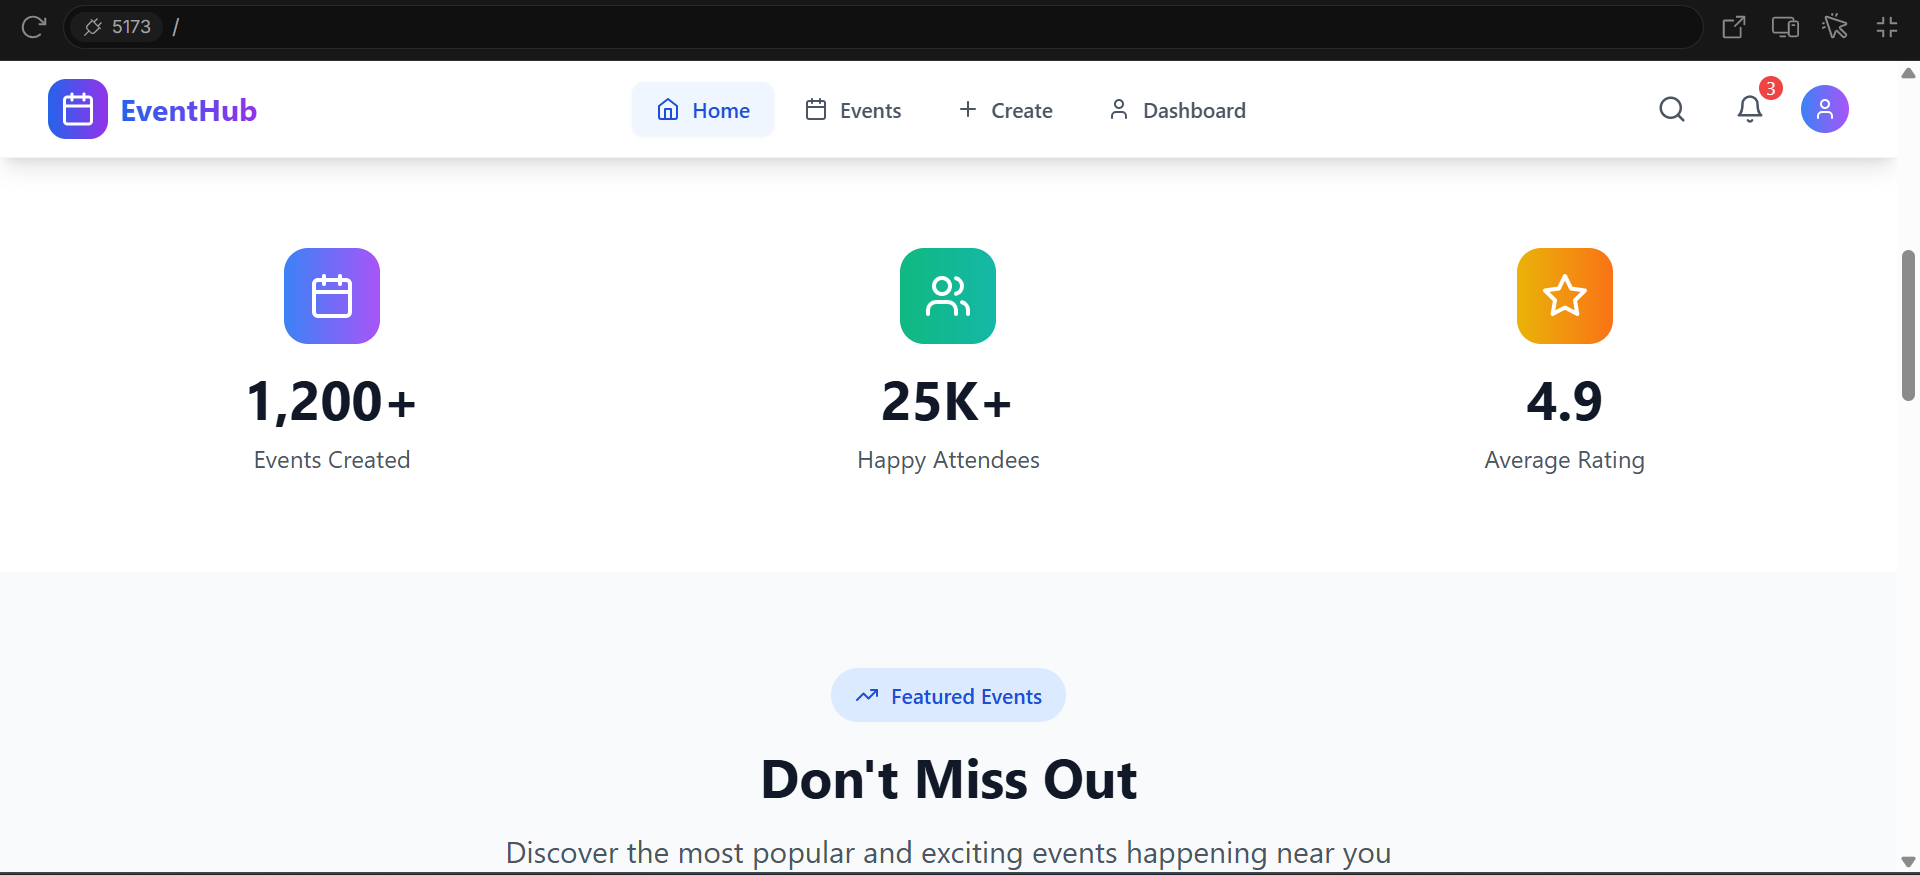 5173 /
EventHub
Home
Events
Create
Dashboard
3
1,200+
Events Created
25K+
Happy Attendees
4.9
Average Rating
Featured Events
Don't Miss Out
Discover the most popular and exciting events happening near you